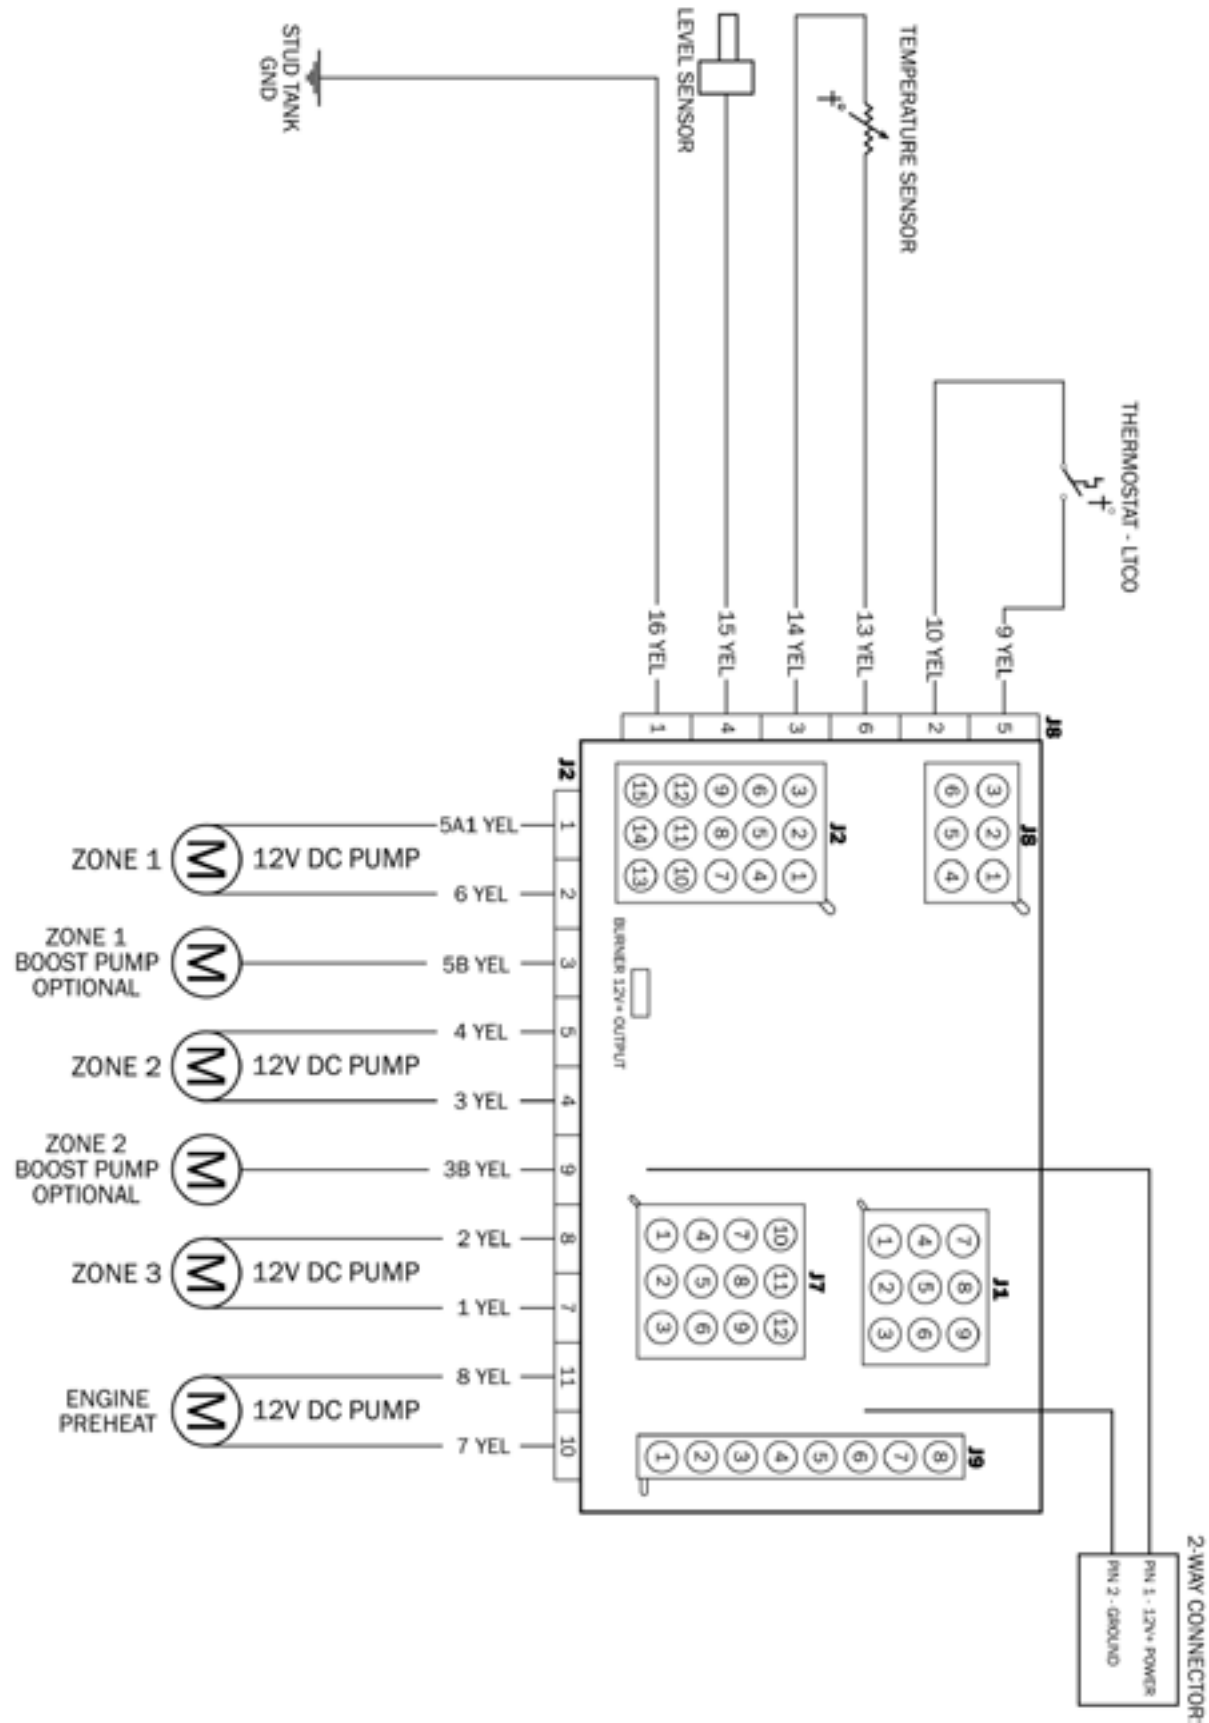 STUD TANK
GND
LEVEL SENSOR
TEMPERATURE SENSOR
THERMOSTAT - LTCO
t°
t°
16 YEL
15 YEL
14 YEL
13 YEL
10 YEL
9 YEL
J8
1
4
3
6
2
5
J2
3
6
9
12
15
2
5
8
11
14
1
4
7
10
13
J8
3
6
2
5
1
4
BURNER 12V+ OUTPUT
J2
1
2
3
5
4
9
8
7
11
10
5A1 YEL
6 YEL
5B YEL
4 YEL
3 YEL
3B YEL
2 YEL
1 YEL
8 YEL
7 YEL
ZONE 1
M
12V DC PUMP
ZONE 1
BOOST PUMP
OPTIONAL
M
ZONE 2
M
12V DC PUMP
ZONE 2
BOOST PUMP
OPTIONAL
M
ZONE 3
M
12V DC PUMP
ENGINE
PREHEAT
M
12V DC PUMP
J7
1
4
7
10
2
5
8
11
3
6
9
12
J1
1
4
7
2
5
8
3
6
9
J9
1
2
3
4
5
6
7
8
2-WAY CONNECTOR:
PIN 1 - 12V+ POWER
PIN 2 - GROUND